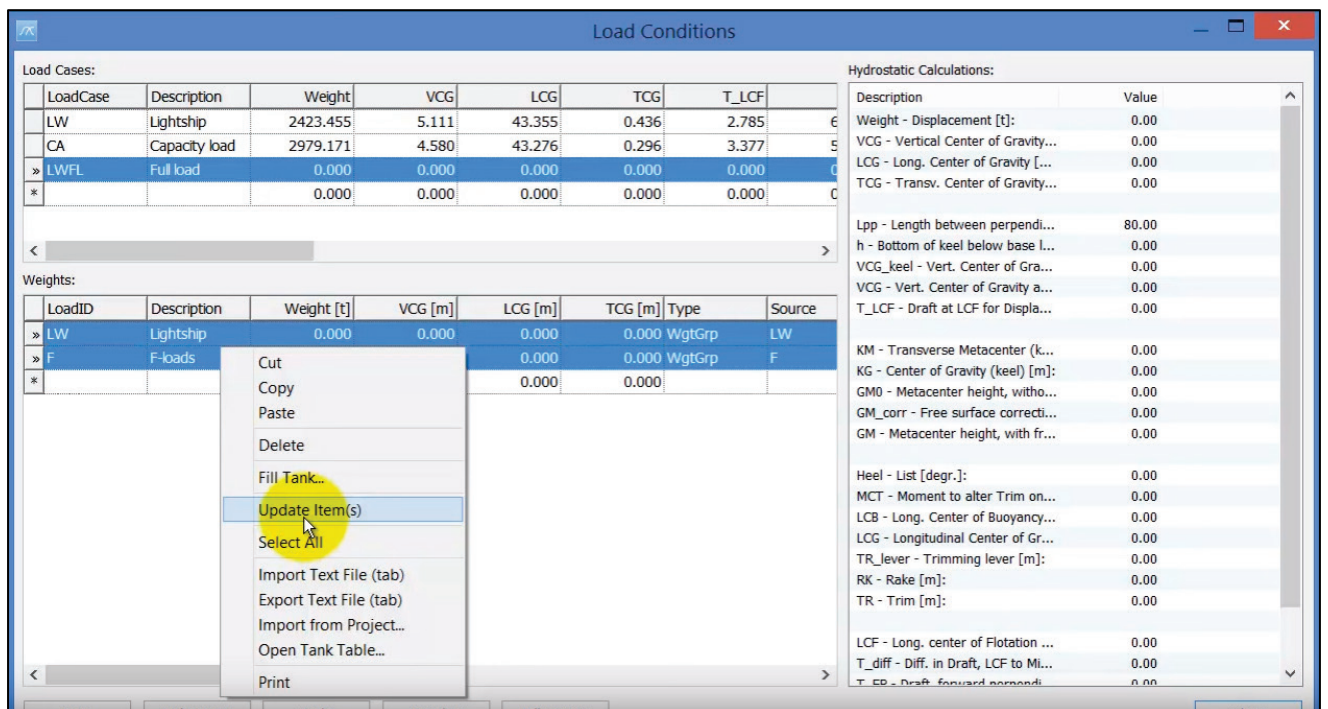 Load Conditions
Load Cases:
LoadCase Description Weight VCG LCG TCG T_LCF
LW Lightship 2423.455 5.111 43.355 0.436 2.785 6
CA Capacity load 2979.171 4.580 43.276 0.296 3.377 5
» LWFL Full load 0.000 0.000 0.000 0.000 0.000 0
* 0.000 0.000 0.000 0.000 0.000 0
Weights:
LoadID Description Weight [t] VCG [m] LCG [m] TCG [m] Type Source
» LW Lightship 0.000 0.000 0.000 0.000 WgtGrp LW
» F F-loads 0.000 0.000 WgtGrp F
* 0.000 0.000
Cut
Copy
Paste
Delete
Fill Tank...
Update Item(s)
Select All
Import Text File (tab)
Export Text File (tab)
Import from Project...
Open Tank Table...
Print
Hydrostatic Calculations:
Description Value
Weight - Displacement [t]: 0.00
VCG - Vertical Center of Gravity... 0.00
LCG - Long. Center of Gravity [... 0.00
TCG - Transv. Center of Gravity... 0.00
Lpp - Length between perpendi... 80.00
h - Bottom of keel below base l... 0.00
VCG_keel - Vert. Center of Gra... 0.00
VCG - Vert. Center of Gravity a... 0.00
T_LCF - Draft at LCF for Displa... 0.00
KM - Transverse Metacenter (k... 0.00
KG - Center of Gravity (keel) [m]: 0.00
GM0 - Metacenter height, witho... 0.00
GM_corr - Free surface correcti... 0.00
GM - Metacenter height, with fr... 0.00
Heel - List [degr.]: 0.00
MCT - Moment to alter Trim on... 0.00
LCB - Long. Center of Buoyancy... 0.00
LCG - Longitudinal Center of Gr... 0.00
TR_lever - Trimming lever [m]: 0.00
RK - Rake [m]: 0.00
TR - Trim [m]: 0.00
LCF - Long. center of Flotation ... 0.00
T_diff - Diff. in Draft, LCF to Mi... 0.00
T_FP - Draft, forward perpendi... 0.00